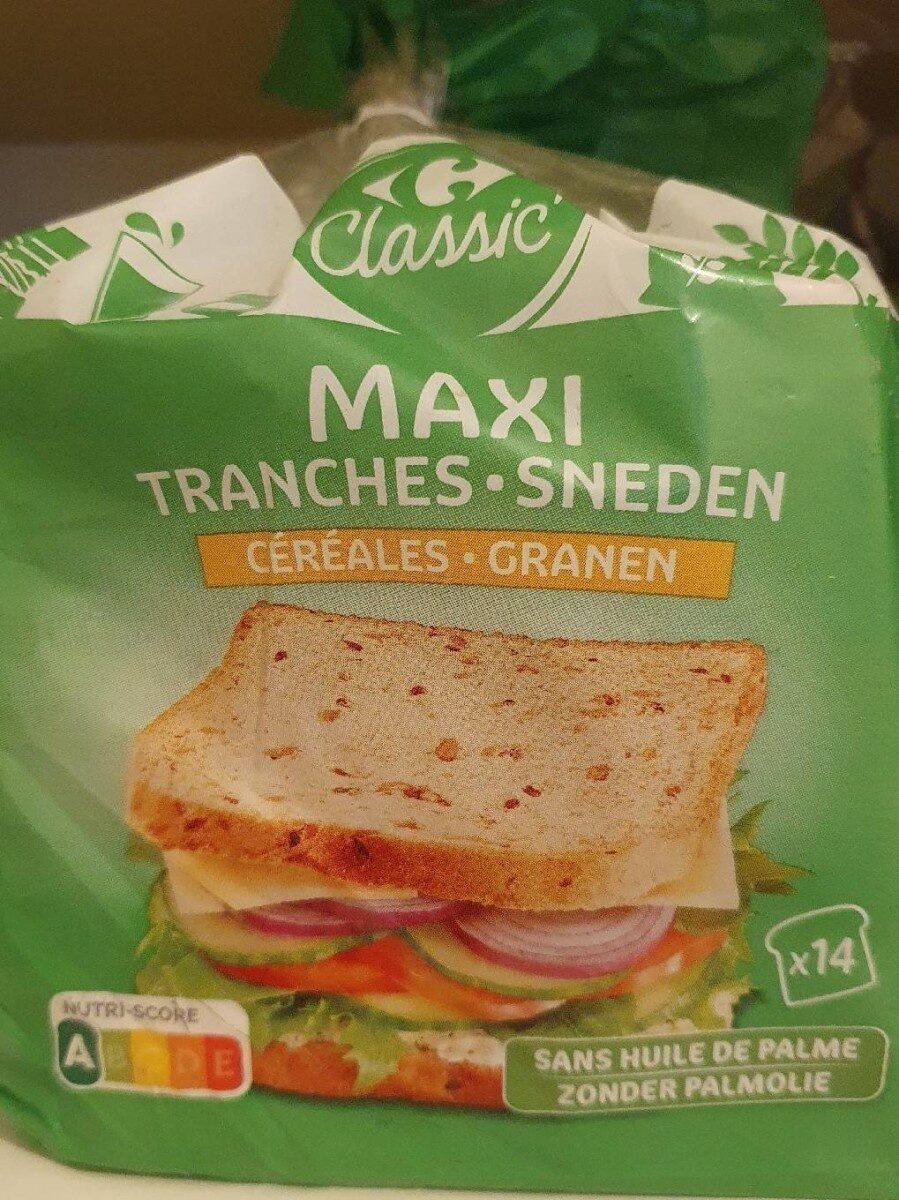 Classic'
MAXI
TRANCHES • SNEDEN
CÉRÉALES • GRANEN
x14
NUTRI-SCORE
A B C D E
SANS HUILE DE PALME
ZONDER PALMOLIE